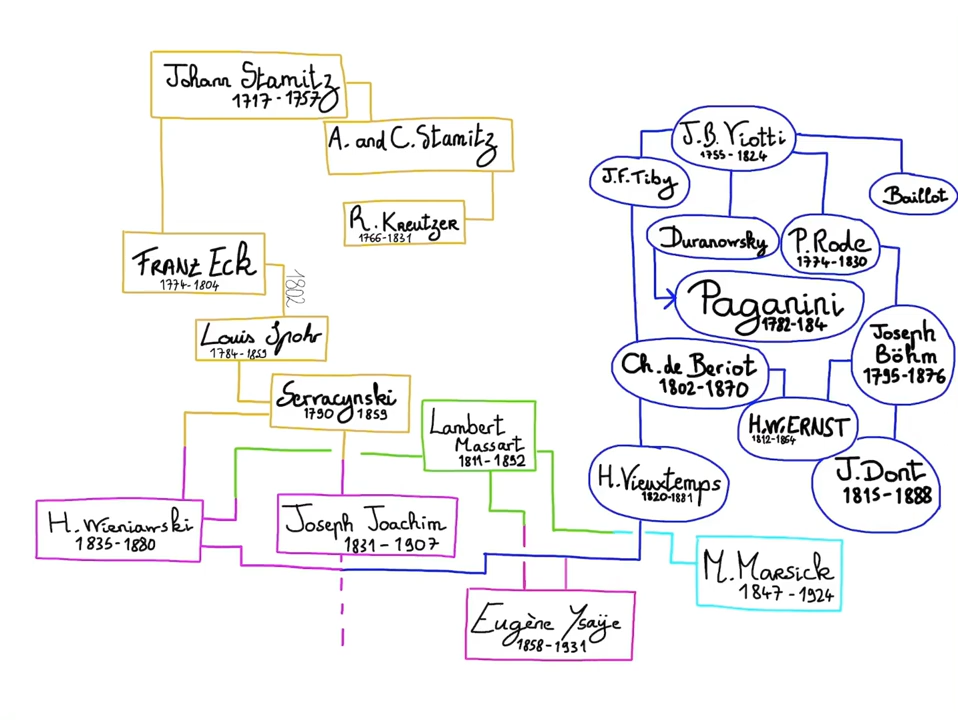 Johann Stamitz
1717-1757
A. and C. Stamitz
R. Kreutzer
1766-1831
Franz Eck
1774-1804
1802
Louis Spohr
1784-1859
Serracynski
1790 1859
Lambert
Massart
1811-1892
H. Wieniawski
1835-1880
Joseph Joachim
1831-1907
Eugène Ysaÿe
1858-1931
J.B. Viotti
1755-1824
J.F. Tiby
Baillot
Duranowsky
P. Rode
1774-1830
Paganini
1782-184
Joseph
Böhm
1795-1876
Ch. de Beriot
1802-1870
H.W. ERNST
1812-1864
H. Vieuxtemps
1820-1881
J. Dont
1815-1888
M. Marsick
1847-1924